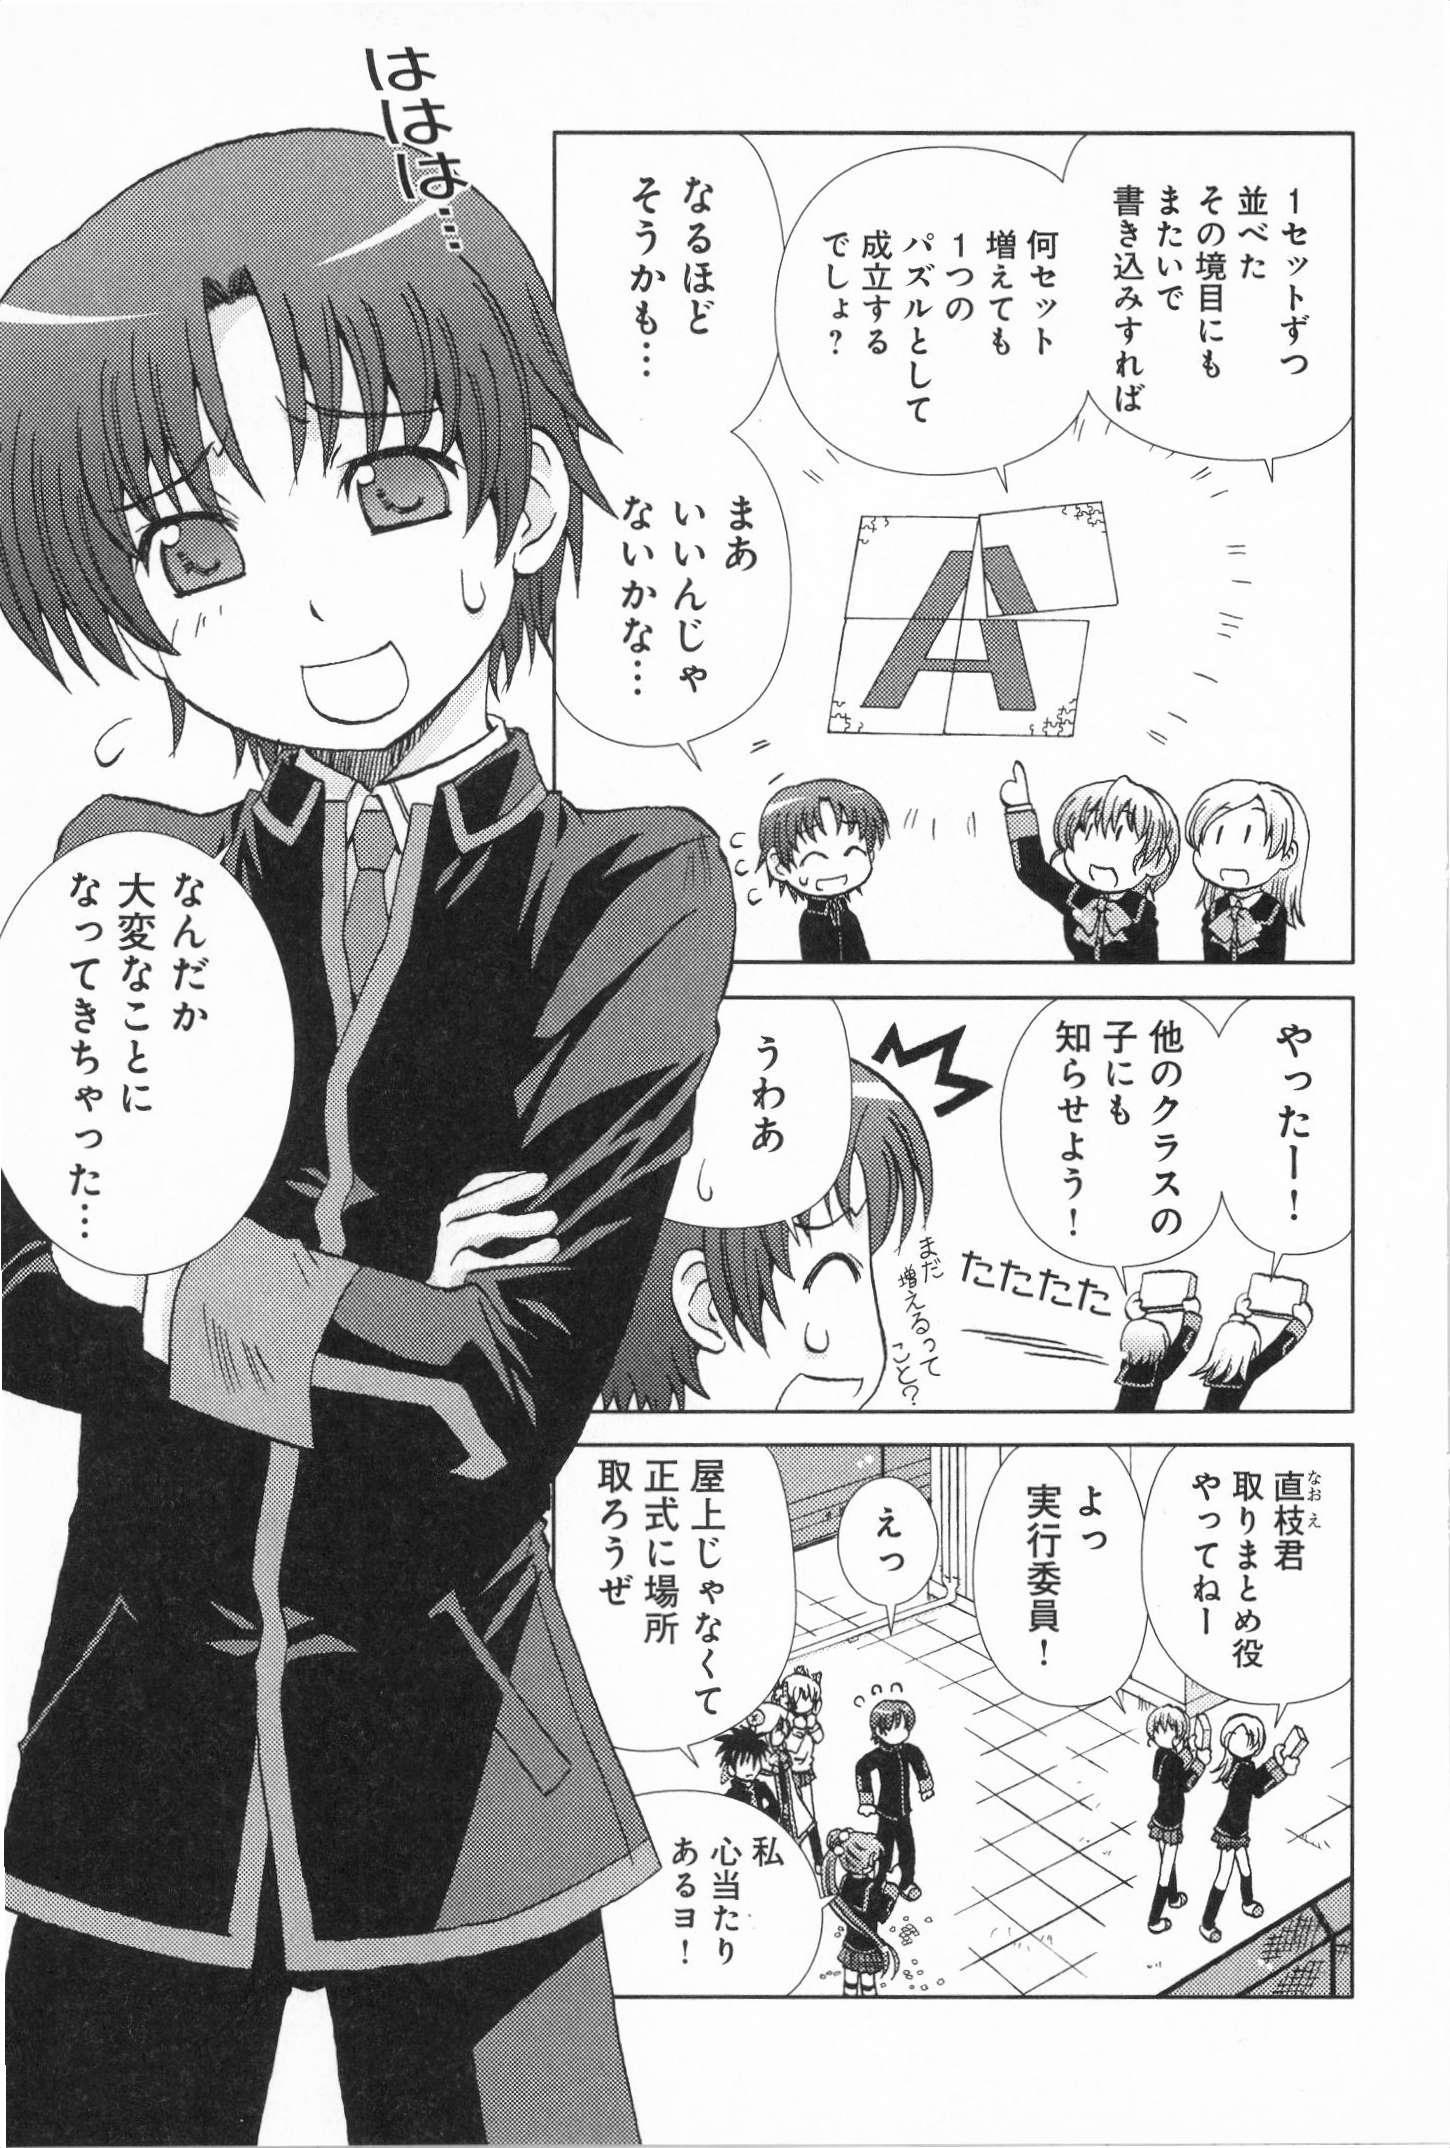 1セットずつ
並べた
その境目にも
またいで
書き込みすれば
何セット
増えても
1つの
パズルとして
成立する
でしょ?
なるほど
そうかも…
まあ
いいんじゃ
ないかな…
A
やったー!
他のクラスの
子にも
知らせよう!
たたたた
うわあ
まだ
増えるって
こと?
直枝君
なおえ
取りまとめ役
やってねー
よっ
実行委員!
えっ
屋上じゃなくて
正式に場所
取ろうぜ
私
心当たり
あるヨ!
ははは…
なんだか
大変なことに
なってきちゃった…